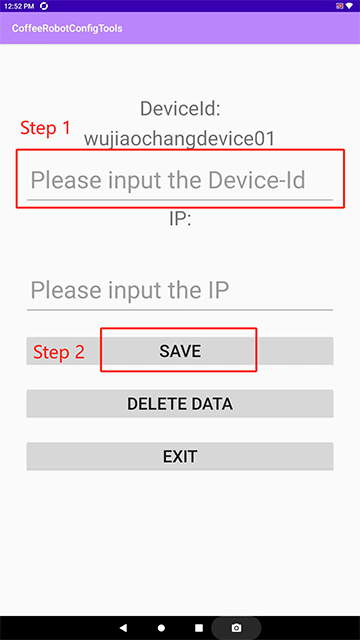 12:52 PM
CoffeeRobotConfigTools
DeviceId:
Step 1
wujiaochangdevice01
Please input the Device-Id
IP:
Please input the IP
Step 2 SAVE
DELETE DATA
EXIT